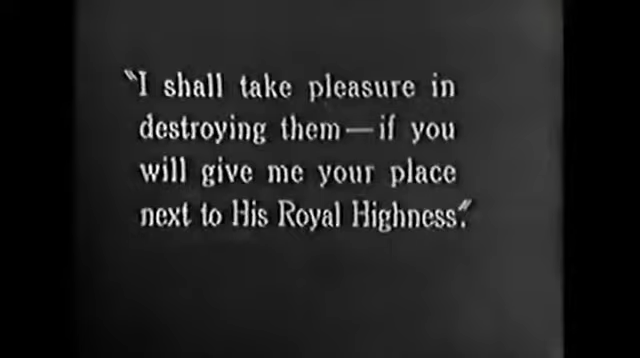 "I shall take pleasure in
destroying them—if you
will give me your place
next to His Royal Highness."